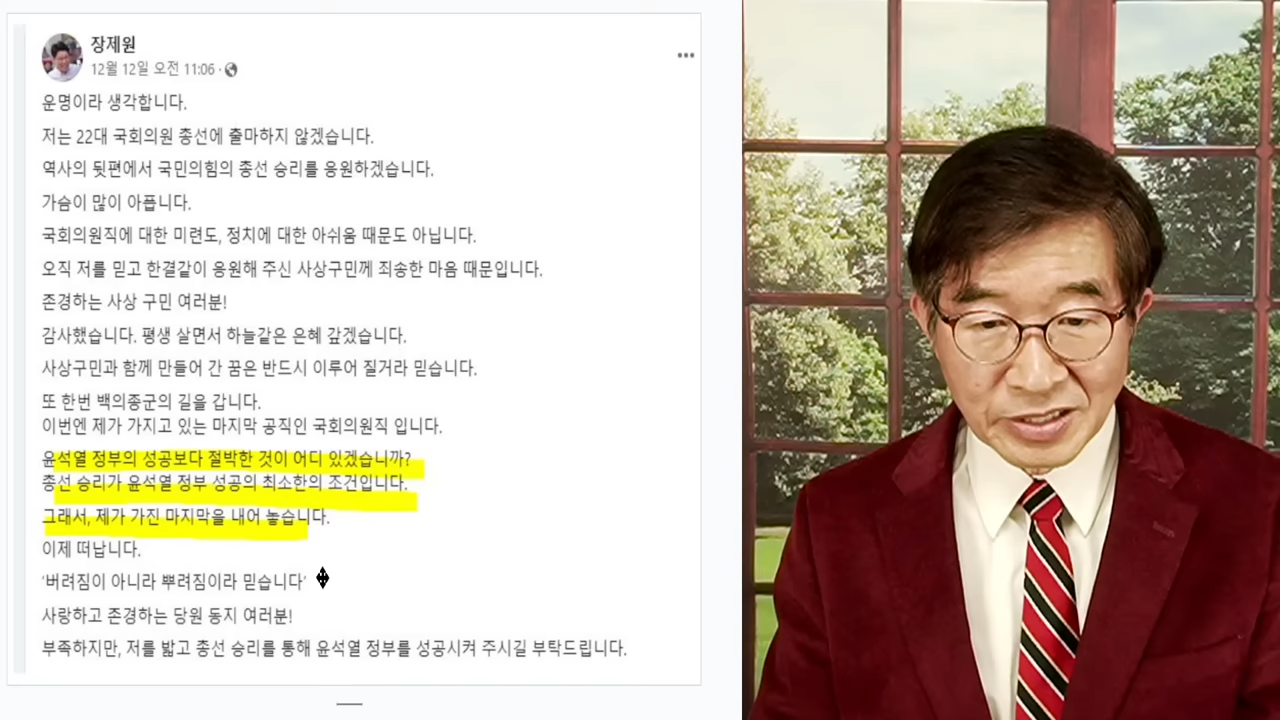 장제원
12월 12일 오전 11:06 ·
운명이라 생각합니다.
저는 22대 국회의원 총선에 출마하지 않겠습니다.
역사의 뒷편에서 국민의힘의 총선 승리를 응원하겠습니다.
가슴이 많이 아픕니다.
국회의원직에 대한 미련도, 정치에 대한 아쉬움 때문도 아닙니다.
오직 저를 믿고 한결같이 응원해 주신 사상구민께 죄송한 마음 때문입니다.
존경하는 사상 구민 여러분!
감사했습니다. 평생 살면서 하늘같은 은혜 갚겠습니다.
사상구민과 함께 만들어 간 꿈은 반드시 이루어 질거라 믿습니다.
또 한번 백의종군의 길을 갑니다.
이번엔 제가 가지고 있는 마지막 공직인 국회의원직 입니다.
윤석열 정부의 성공보다 절박한 것이 어디 있겠습니까?
총선 승리가 윤석열 정부 성공의 최소한의 조건입니다.
그래서, 제가 가진 마지막을 내어 놓습니다.
이제 떠납니다.
'버려짐이 아니라 뿌려짐이라 믿습니다'
사랑하고 존경하는 당원 동지 여러분!
부족하지만, 저를 밟고 총선 승리를 통해 윤석열 정부를 성공시켜 주시길 부탁드립니다.